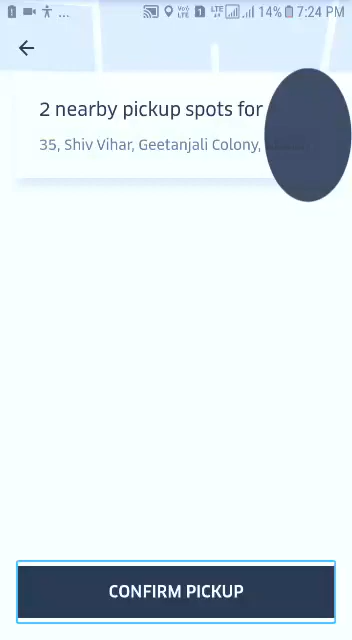 ... 14% 7:24 PM
2 nearby pickup spots for
35, Shiv Vihar, Geetanjali Colony,
CONFIRM PICKUP